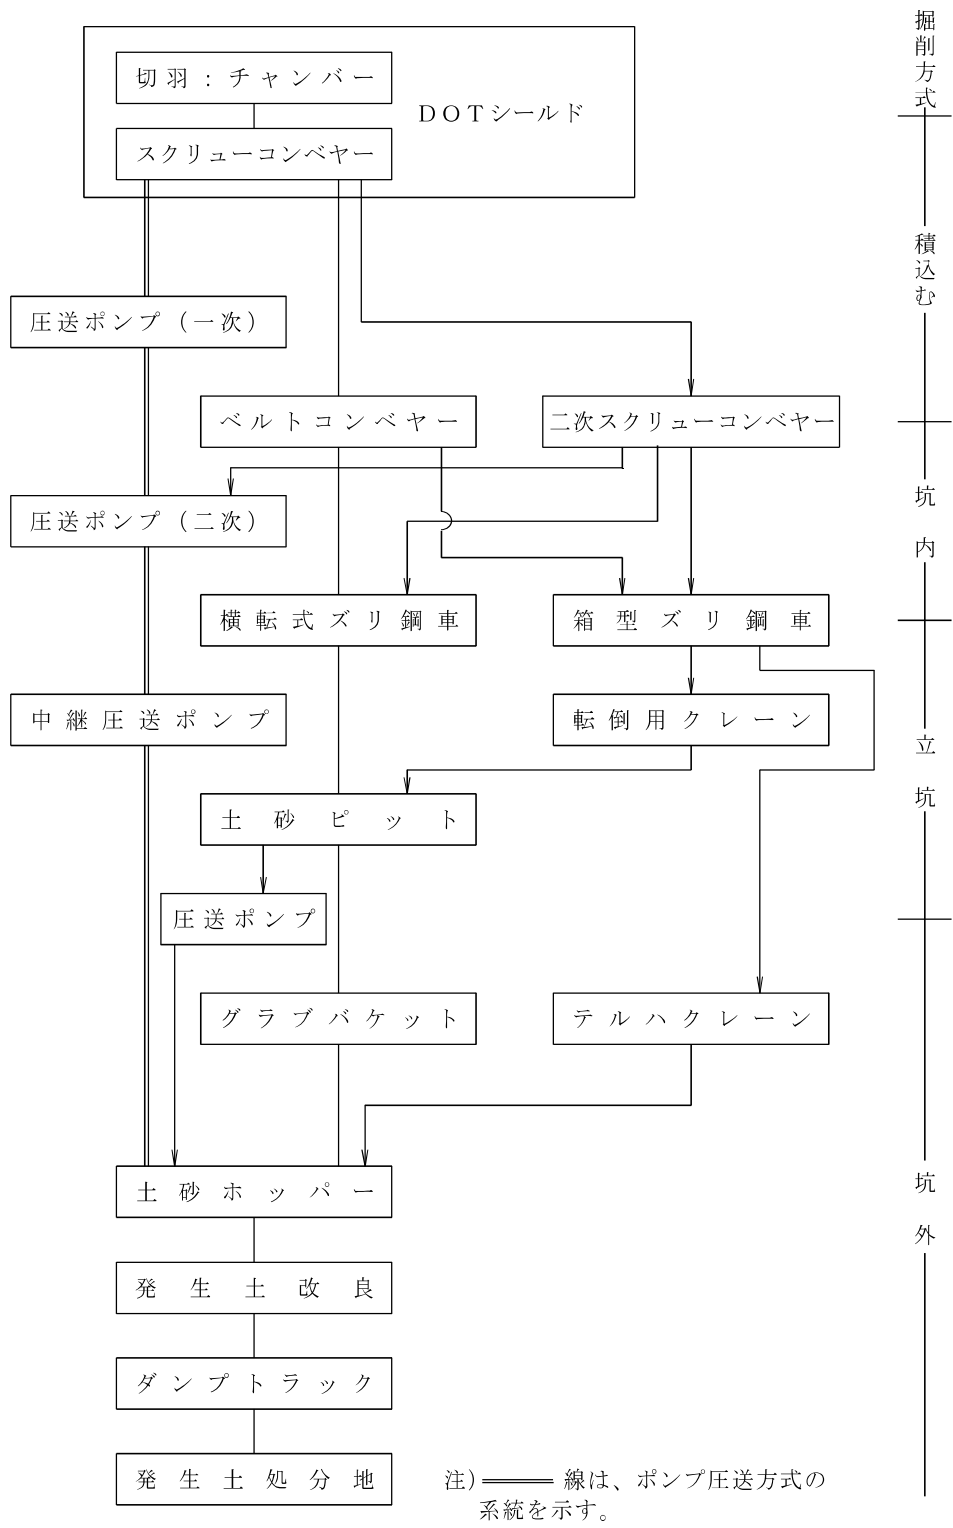 掘削方式
切羽：チャンバー
DOTシールド
スクリューコンベヤー
積込む
圧送ポンプ（一次）
ベルトコンベヤー
二次スクリューコンベヤー
圧送ポンプ（二次）
坑内
横転式ズリ鋼車
箱型ズリ鋼車
中継圧送ポンプ
転倒用クレーン
立坑
土砂ピット
圧送ポンプ
グラブバケット
テルハクレーン
土砂ホッパー
坑外
発生土改良
ダンプトラック
発生土処分地
注） 線は、ポンプ圧送方式の
系統を示す。